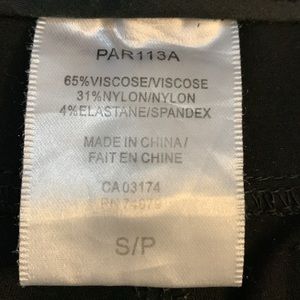 PAR113A
65%VISCOSE/VISCOSE
31%NYLON/NYLON
4%ELASTANE/SPANDEX
MADE IN CHINA/
FAIT EN CHINE
CA 03174
S/P